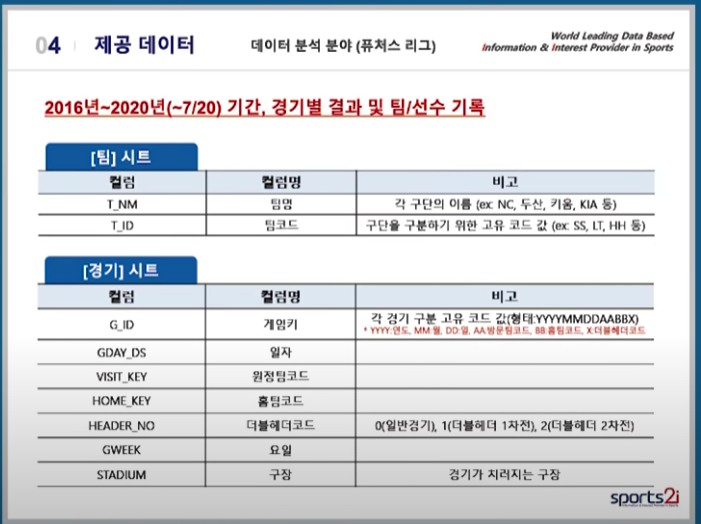 04 제공 데이터 데이터 분석 분야 (퓨처스 리그) World Leading Data Based
Information & Interest Provider in Sports
2016년~2020년(~7/20) 기간, 경기별 결과 및 팀/선수 기록
[팀] 시트
컬럼 컬럼명 비고
T_NM 팀명 각 구단의 이름 (ex: NC, 두산, 키움, KIA 등)
T_ID 팀코드 구단을 구분하기 위한 고유 코드 값 (ex: SS, LT, HH 등)
[경기] 시트
컬럼 컬럼명 비고
G_ID 게임키 각 경기 구분 고유 코드 값(형태:YYYYMMDDAABBX)
* YYYY:연도, MM:월, DD:일, AA:방문팀코드, BB:홈팀코드, X:더블헤더코드
GDAY_DS 일자
VISIT_KEY 원정팀코드
HOME_KEY 홈팀코드
HEADER_NO 더블헤더코드 0(일반경기), 1(더블헤더 1차전), 2(더블헤더 2차전)
GWEEK 요일
STADIUM 구장 경기가 치러지는 구장
sports2i
Information & Interest Provider in Sports